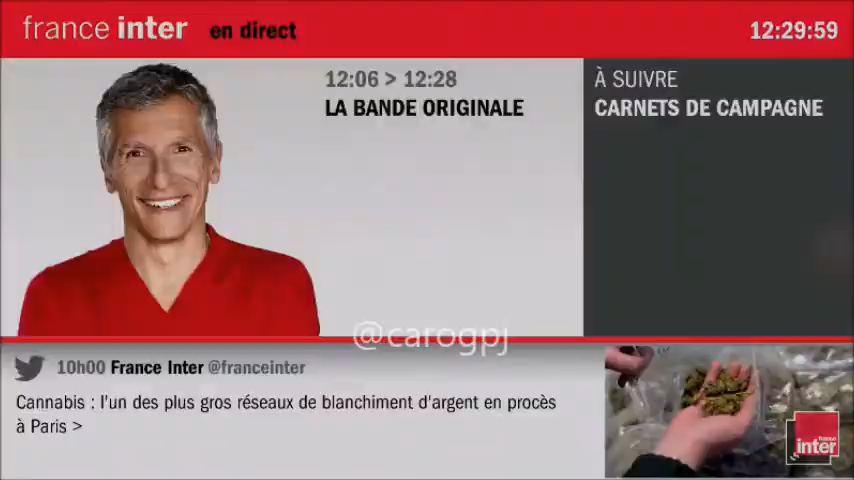 france inter en direct
12:29:59
12:06 > 12:28
LA BANDE ORIGINALE
À SUIVRE
CARNETS DE CAMPAGNE
@carogpj
10h00 France Inter @franceinter
Cannabis : l'un des plus gros réseaux de blanchiment d'argent en procès
à Paris >
france
inter